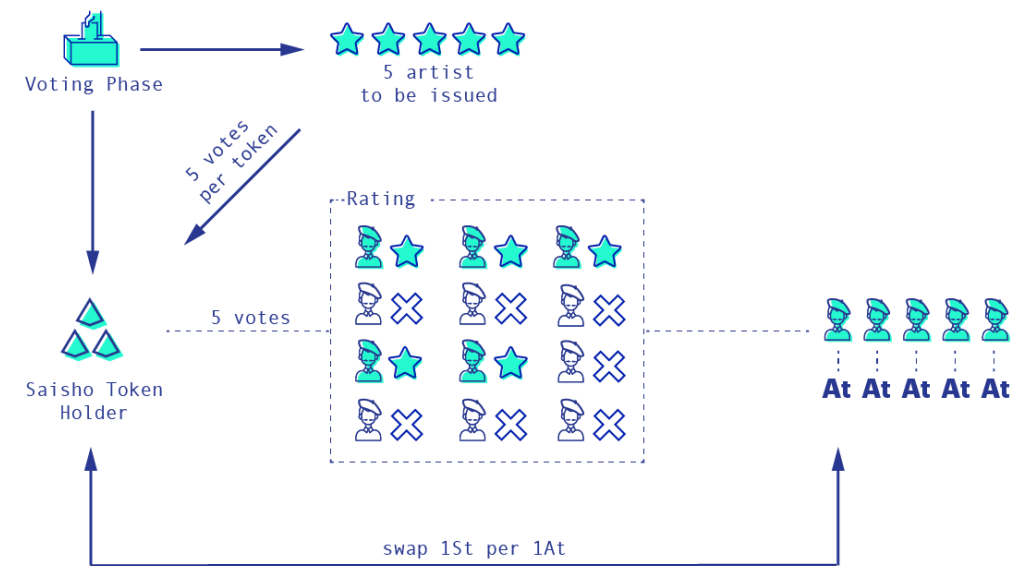 Voting Phase
5 artist
to be issued
5 votes
per token
Rating
5 votes
Saisho Token
Holder
At At At At At
swap 1St per 1At